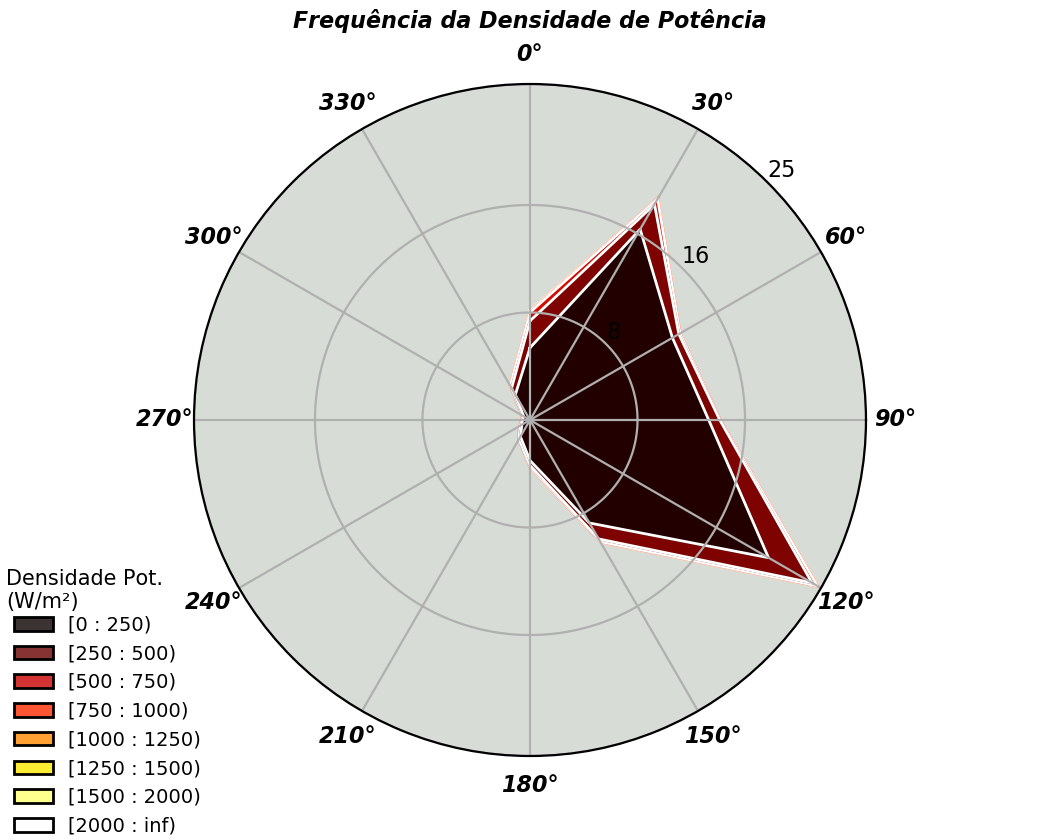 Frequência da Densidade de Potência
0°
330°
30°
25
300°
60°
16
8
270°
90°
240°
120°
210°
150°
180°
Densidade Pot.
(W/m²)
[0 : 250)
[250 : 500)
[500 : 750)
[750 : 1000)
[1000 : 1250)
[1250 : 1500)
[1500 : 2000)
[2000 : inf)